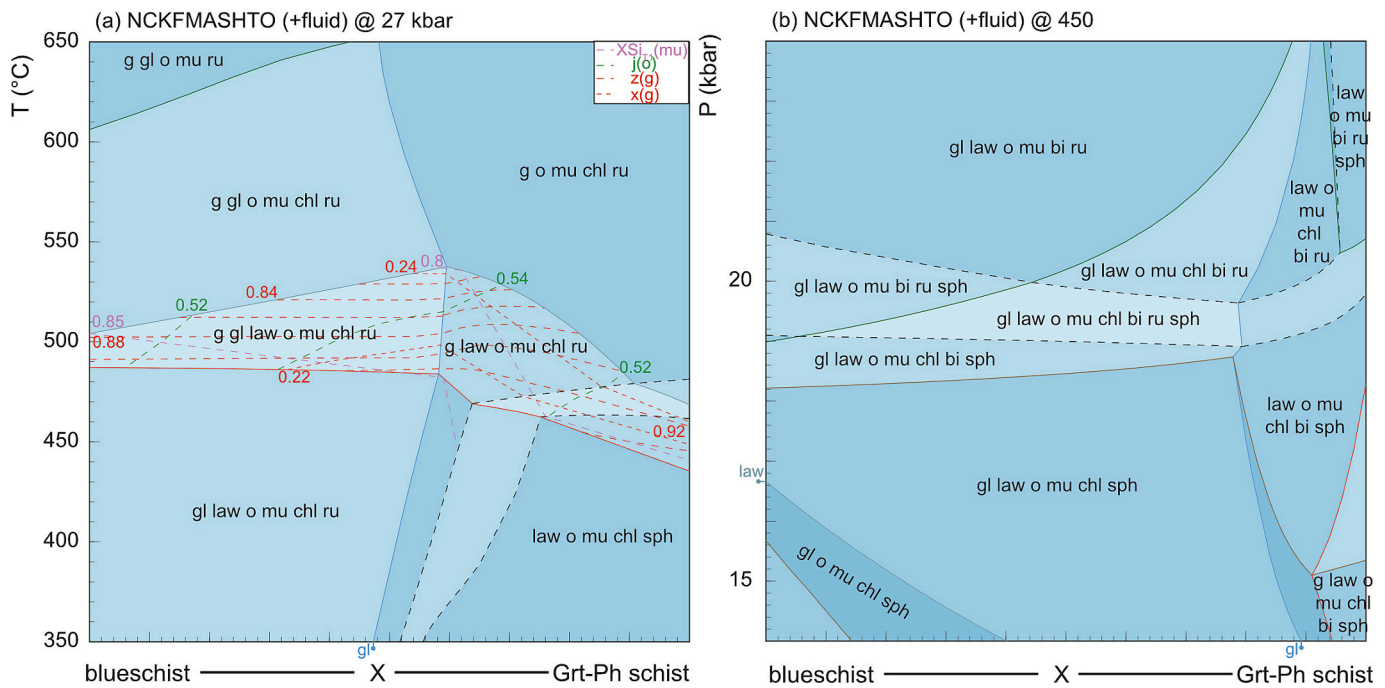 (a) NCKFMASHTO (+fluid) @ 27 kbar
T (°C)
650
600
550
500
450
400
350
XSi
j(o)
z(g)
x(g)
g gl o mu ru
g o mu chl ru
g gl o mu chl ru
0.24
0.8
0.54
0.84
0.52
0.85
0.88
g gl law o mu chl ru
g law o mu chl ru
0.22
0.52
0.92
gl law o mu chl ru
law o mu chl sph
gl
blueschist
X
Grt-Ph schist
(b) NCKFMASHTO (+fluid) @ 450
P (kbar)
20
15
law
o mu
bi ru
sph
gl law o mu bi ru
law o
mu
chl
bi ru
gl law o mu chl bi ru
gl law o mu bi ru sph
gl law o mu chl bi ru sph
gl law o mu chl bi sph
law o mu
chl bi sph
law
gl law o mu chl sph
gl o mu chl sph
g law o
mu chl
bi sph
gl
blueschist
X
Grt-Ph schist